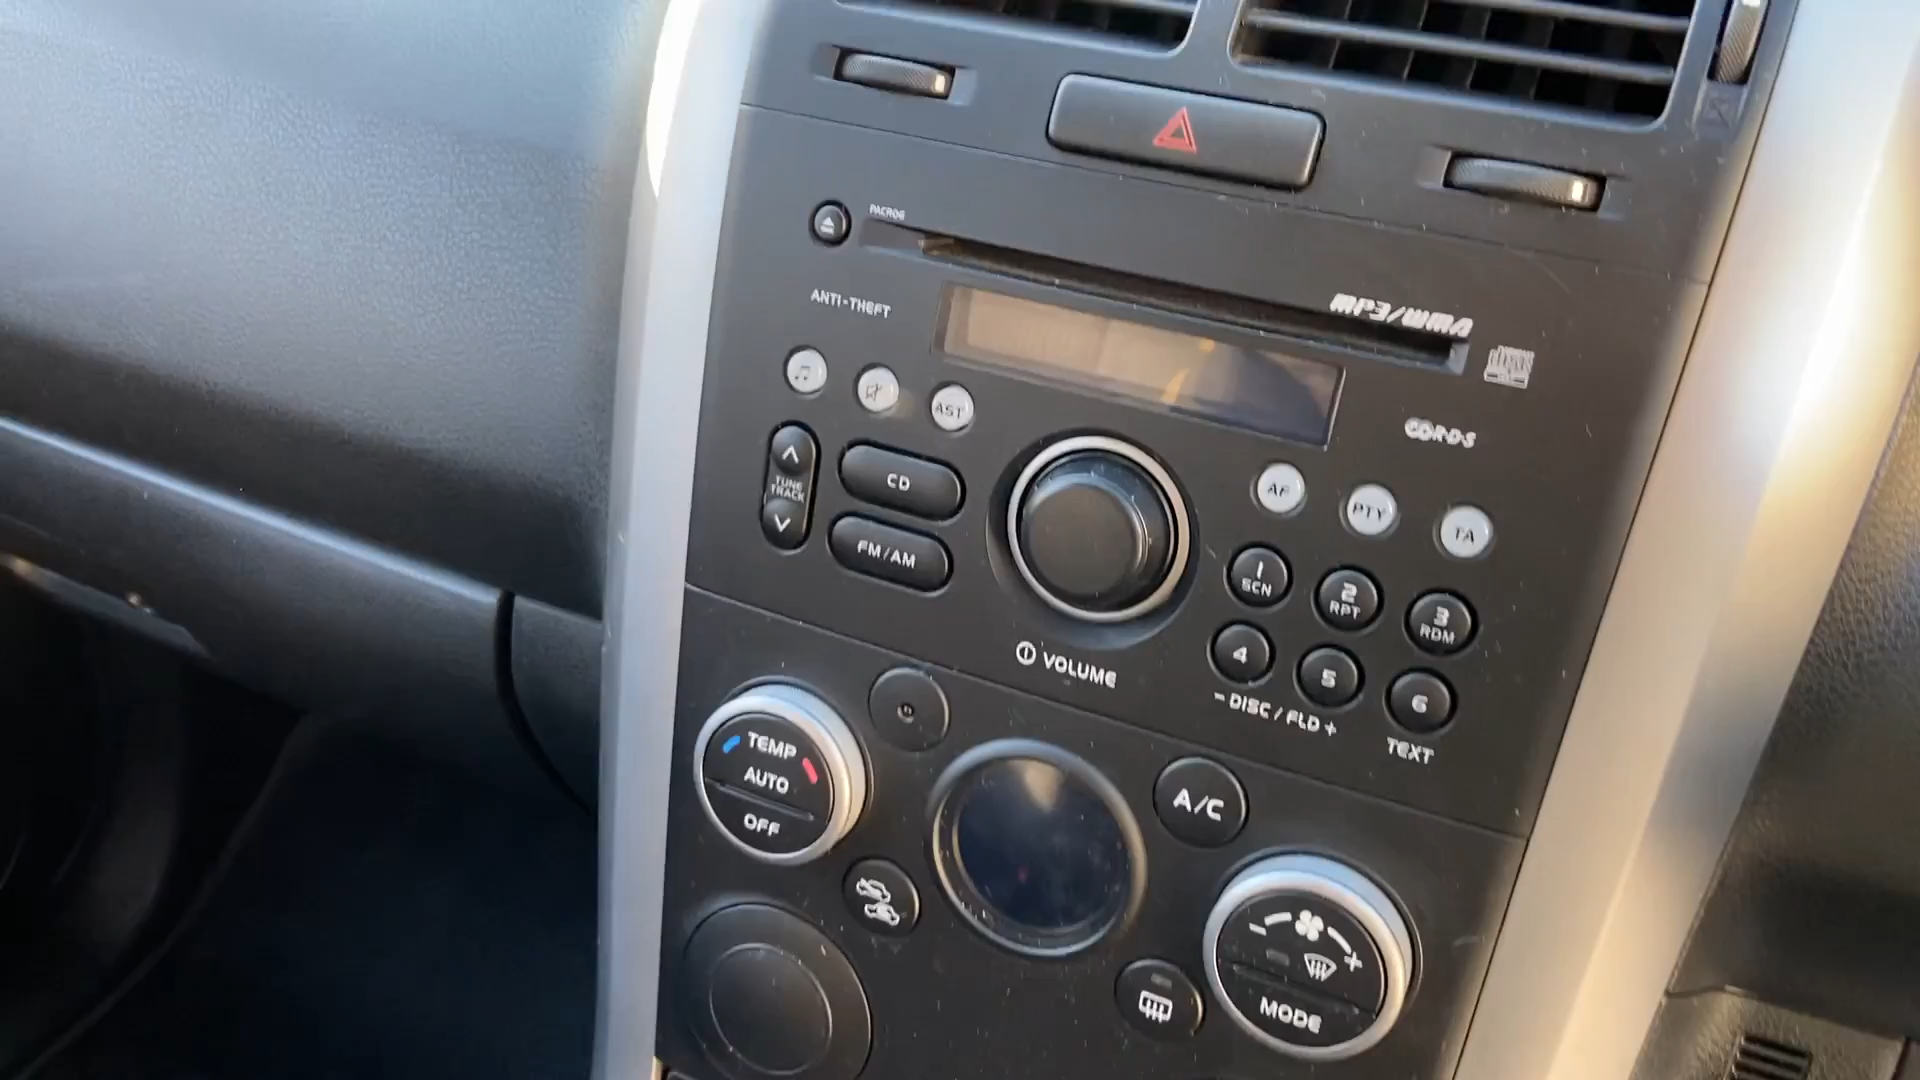 PACR06
ANTI-THEFT
MP3/WMA
AST
CD R·D·S
TUNE
TRACK
CD
AF
PTY
TA
FM/AM
1
SCN
2
RPT
3
RDM
VOLUME
4
5
6
- DISC / FLD +
TEXT
TEMP
AUTO
OFF
A/C
- +
MODE